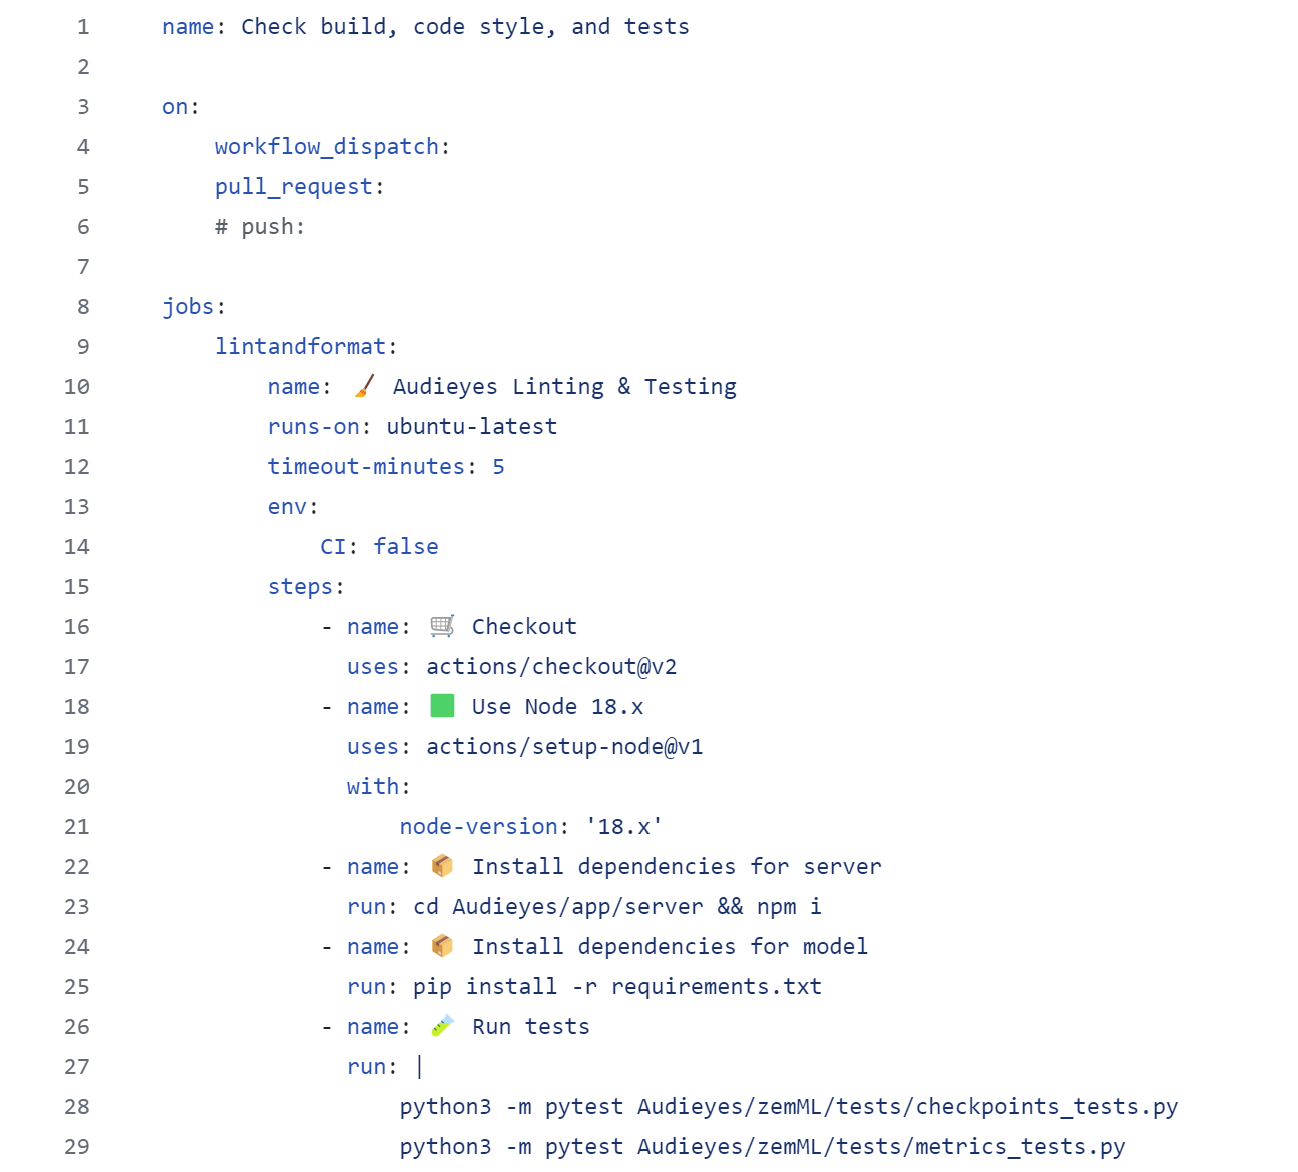 1 name: Check build, code style, and tests
2
3 on:
4     workflow_dispatch:
5     pull_request:
6     # push:
7
8 jobs:
9     lintandformat:
10         name: 🧹 Audieyes Linting & Testing
11         runs-on: ubuntu-latest
12         timeout-minutes: 5
13         env:
14             CI: false
15         steps:
16             - name: 🛒 Checkout
17               uses: actions/checkout@v2
18             - name: 🟩 Use Node 18.x
19               uses: actions/setup-node@v1
20               with:
21                   node-version: '18.x'
22             - name: 📦 Install dependencies for server
23               run: cd Audieyes/app/server && npm i
24             - name: 📦 Install dependencies for model
25               run: pip install -r requirements.txt
26             - name: 🧪 Run tests
27               run: |
28                   python3 -m pytest Audieyes/zemML/tests/checkpoints_tests.py
29                   python3 -m pytest Audieyes/zemML/tests/metrics_tests.py